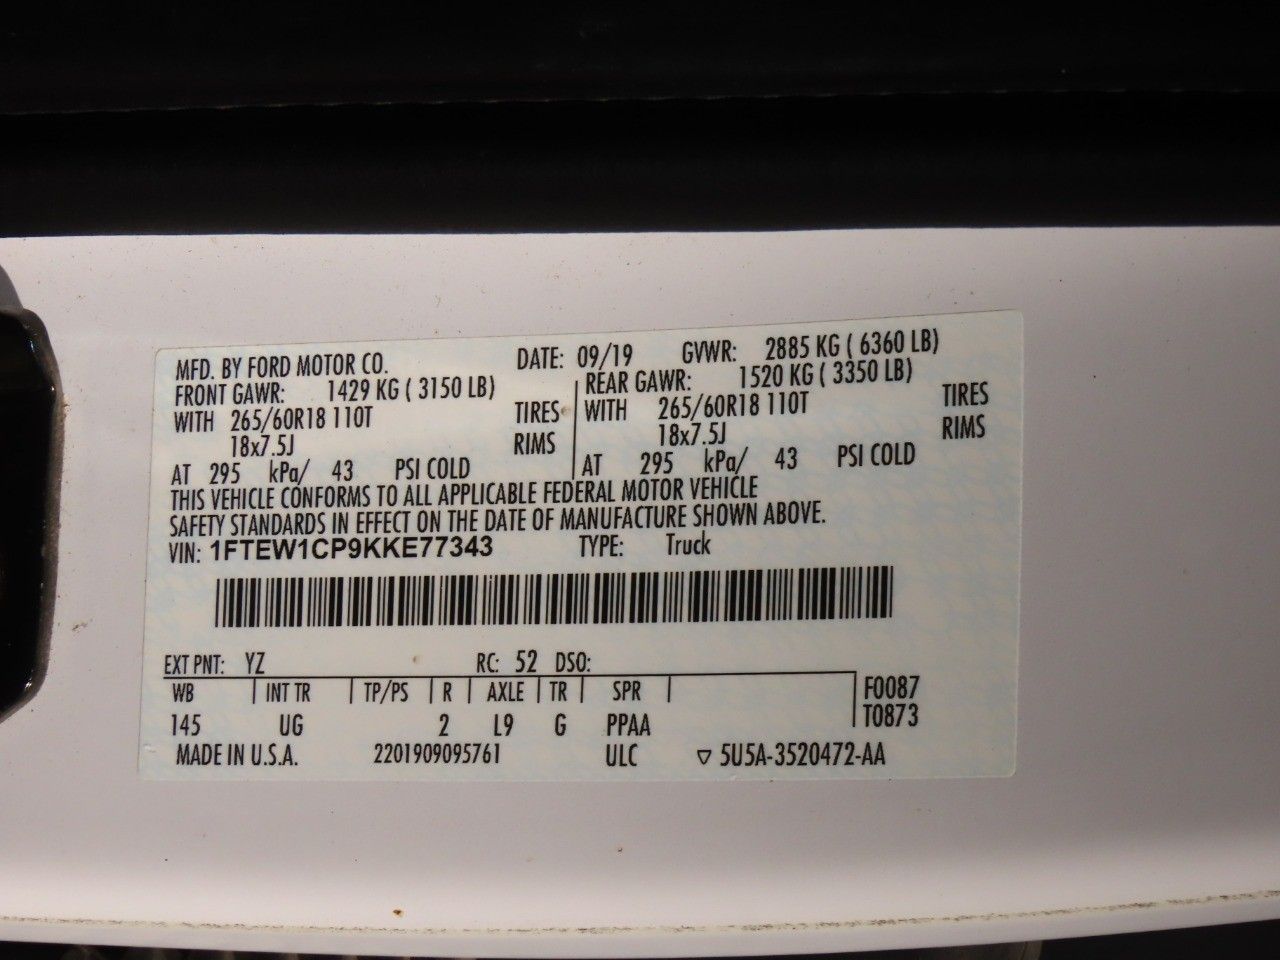 MFD. BY FORD MOTOR CO. DATE: 09/19 GVWR: 2885 KG ( 6360 LB)
FRONT GAWR: 1429 KG ( 3150 LB) REAR GAWR: 1520 KG ( 3350 LB)
WITH 265/60R18 110T TIRES WITH 265/60R18 110T TIRES
18x7.5J RIMS 18x7.5J RIMS
AT 295 kPa/ 43 PSI COLD AT 295 kPa/ 43 PSI COLD
THIS VEHICLE CONFORMS TO ALL APPLICABLE FEDERAL MOTOR VEHICLE
SAFETY STANDARDS IN EFFECT ON THE DATE OF MANUFACTURE SHOWN ABOVE.
VIN: 1FTEW1CP9KKE77343 TYPE: Truck
EXT PNT: YZ RC: 52 DSO:
WB INT TR TP/PS R AXLE TR SPR F0087
145 UG 2 L9 G PPAA T0873
MADE IN U.S.A. 2201909095761 ULC ▽ 5U5A-3520472-AA